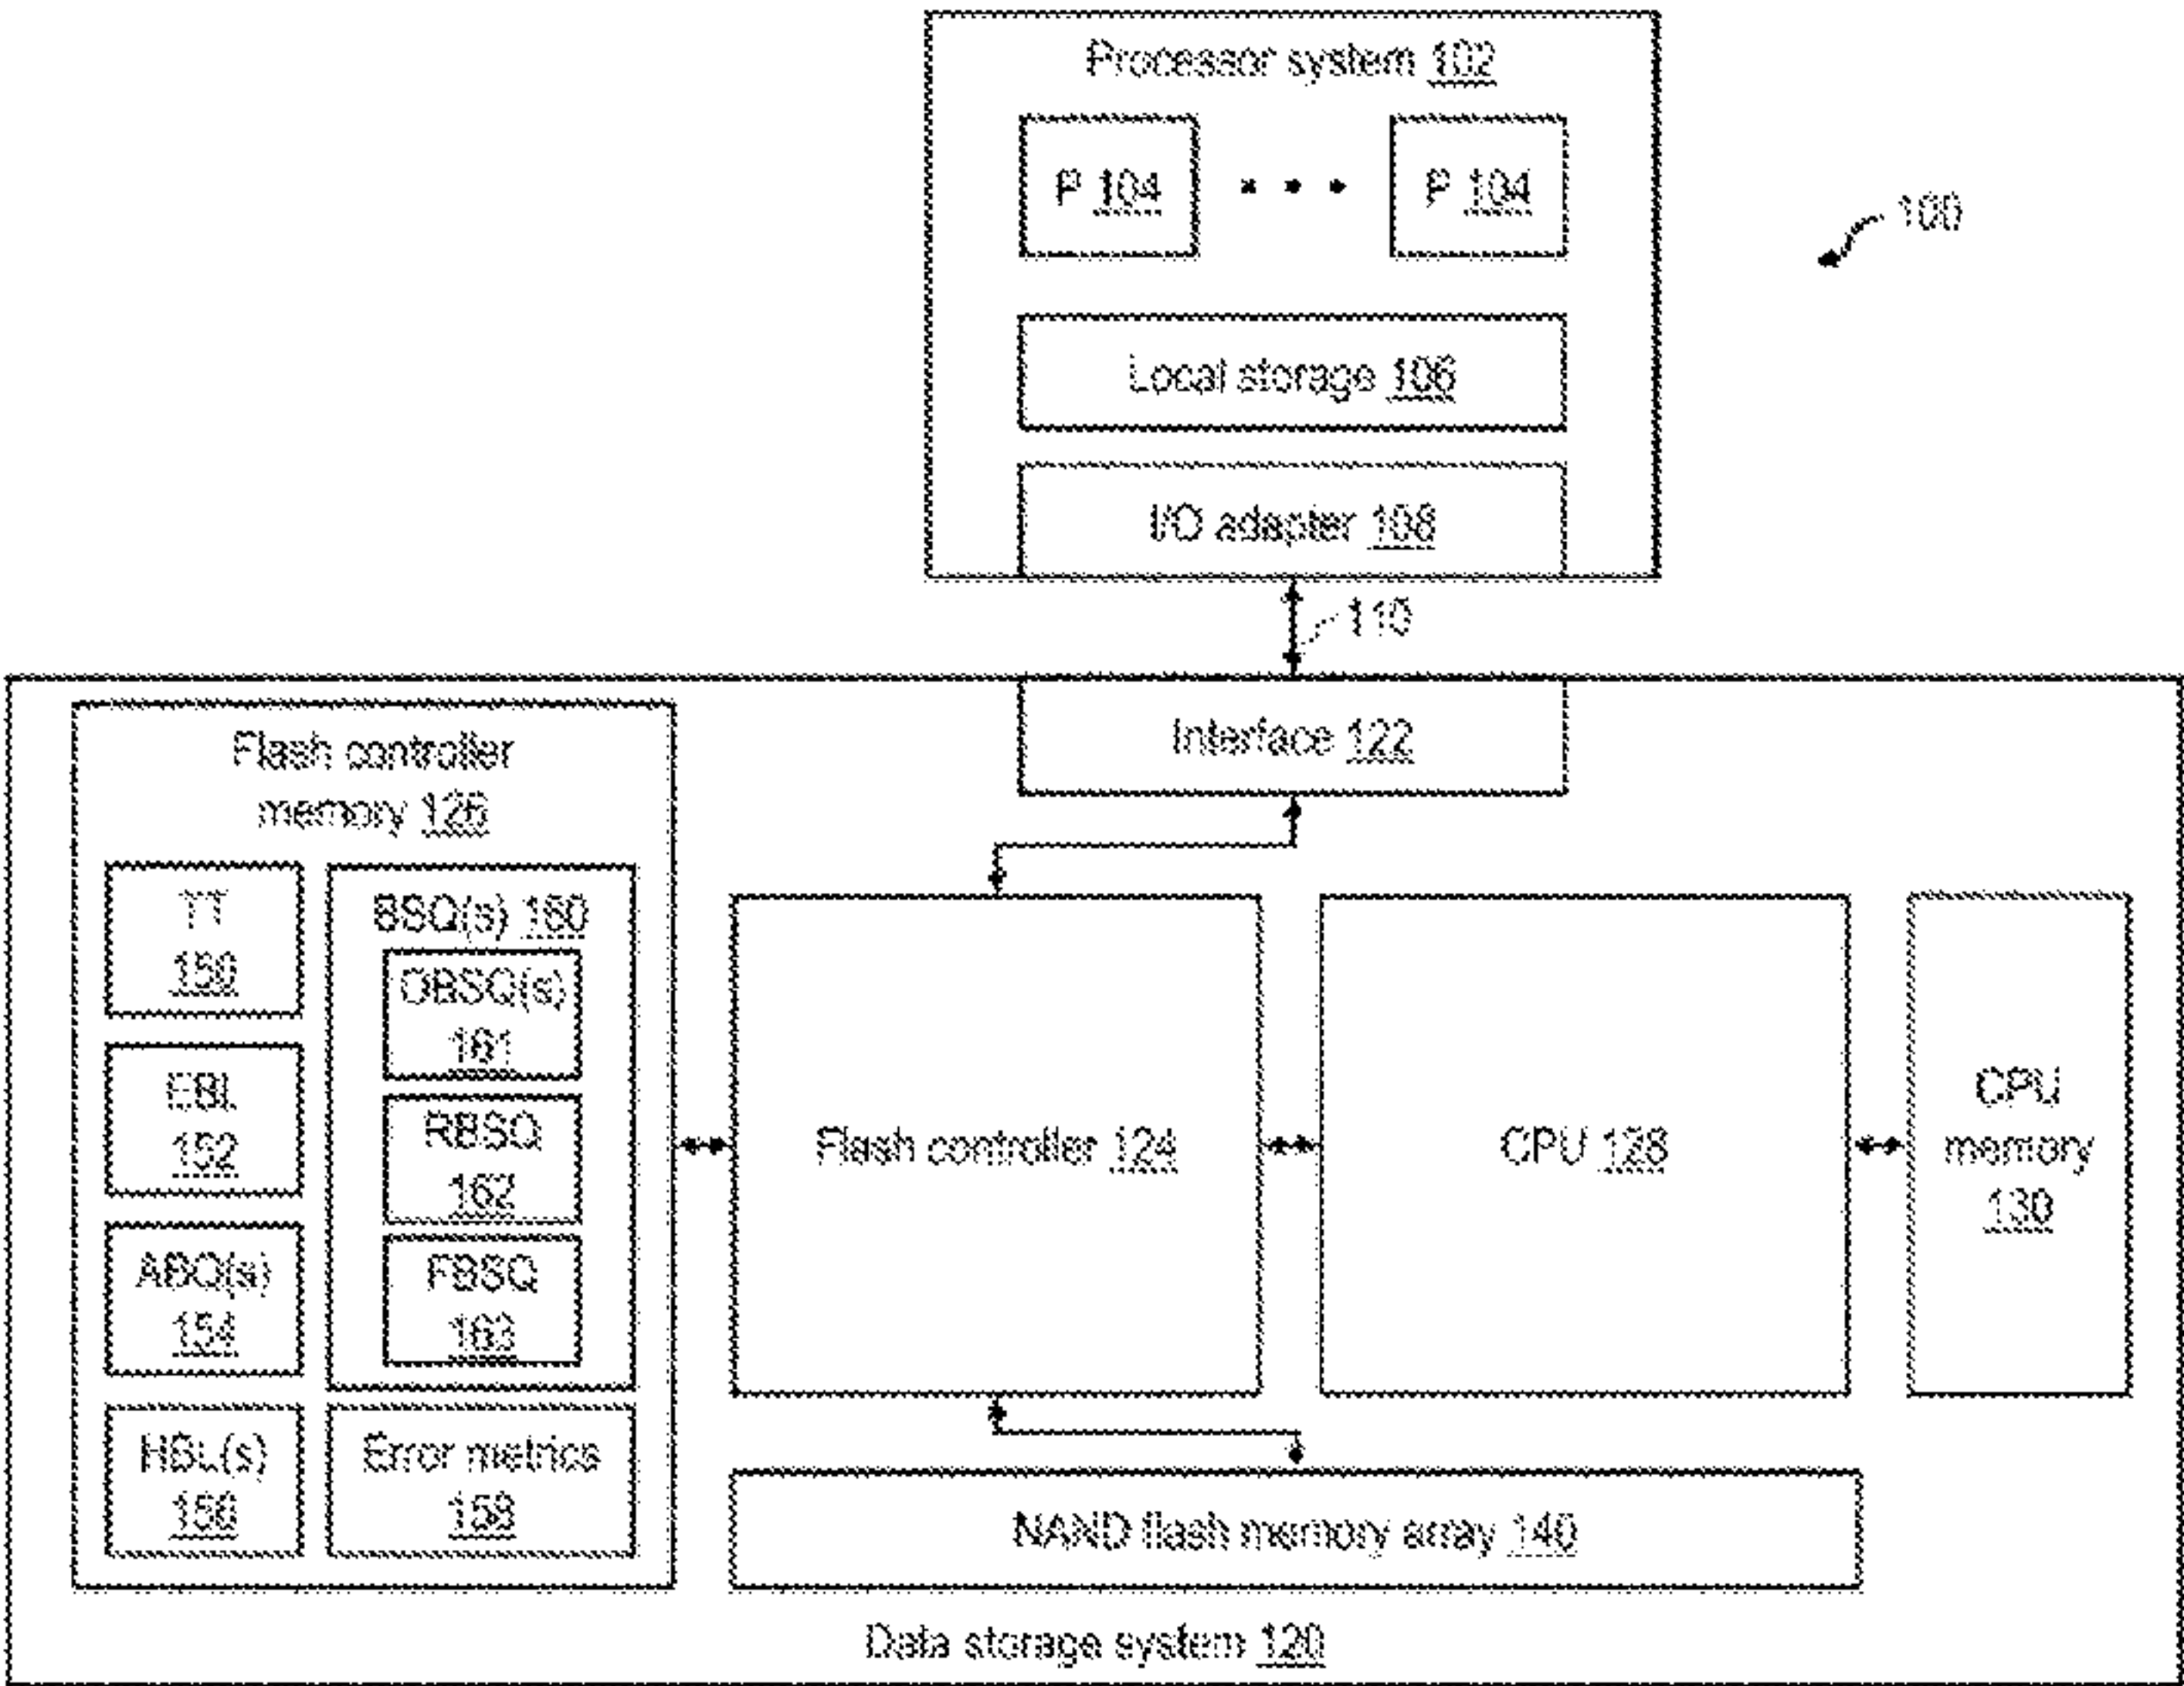 Processor system 102
P 104
P 104
100
Local storage 106
I/O adapter 108
110
Interface 122
Flash controller
memory 126
TT
150
BSQ(s) 160
OBSQ(s)
161
EBL
152
RBSQ
162
ABQ(s)
154
FBSQ
163
HBL(s)
156
Error metrics
158
Flash controller 124
CPU 128
CPU
memory
130
NAND flash memory array 140
Data storage system 120